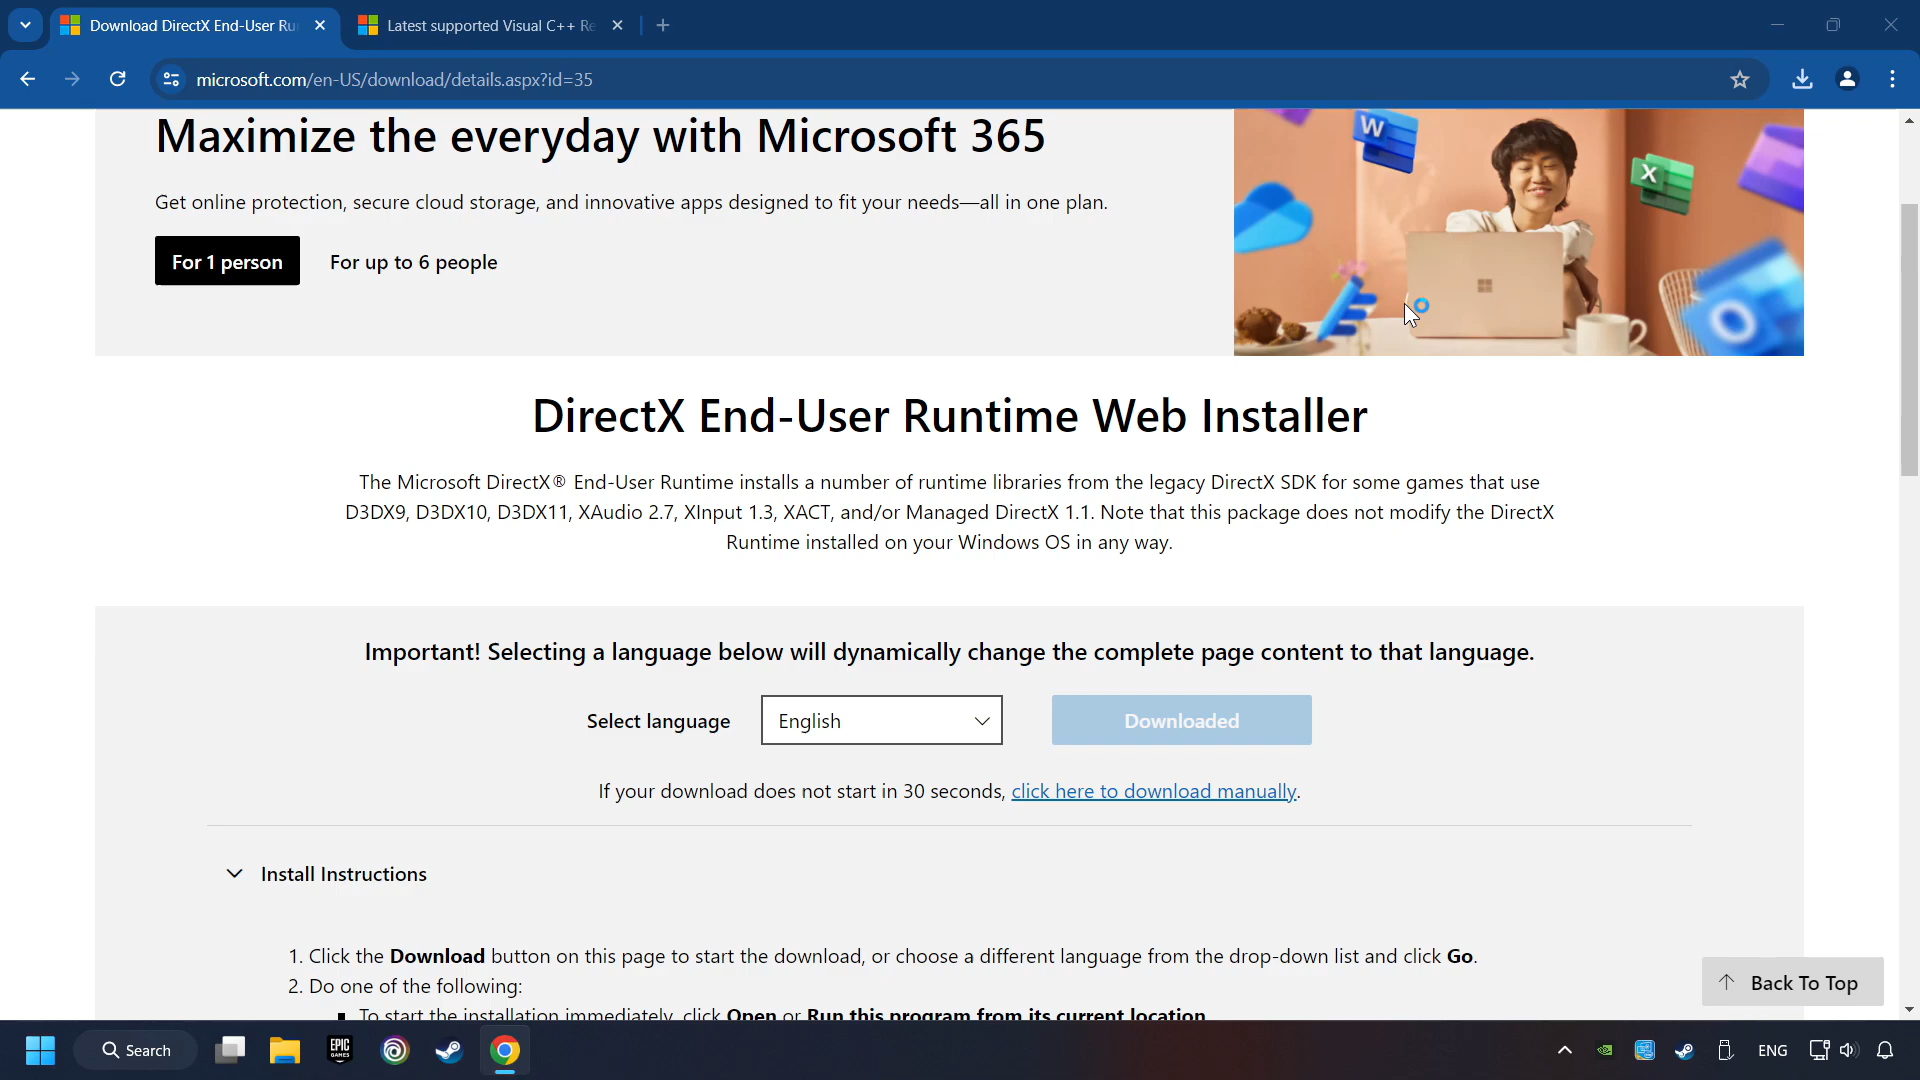 Download DirectX End-User Ru
Latest supported Visual C++ Re
microsoft.com/en-US/download/details.aspx?id=35
Maximize the everyday with Microsoft 365
Get online protection, secure cloud storage, and innovative apps designed to fit your needs—all in one plan.
For 1 person
For up to 6 people
W
X
O
DirectX End-User Runtime Web Installer
The Microsoft DirectX® End-User Runtime installs a number of runtime libraries from the legacy DirectX SDK for some games that use
D3DX9, D3DX10, D3DX11, XAudio 2.7, XInput 1.3, XACT, and/or Managed DirectX 1.1. Note that this package does not modify the DirectX
Runtime installed on your Windows OS in any way.
Important! Selecting a language below will dynamically change the complete page content to that language.
Select language
English
Downloaded
If your download does not start in 30 seconds, click here to download manually.
Install Instructions
1. Click the Download button on this page to start the download, or choose a different language from the drop-down list and click Go.
2. Do one of the following:
To start the installation immediately, click Open or Run this program from its current location
Back To Top
Search
EPIC
GAMES
ENG